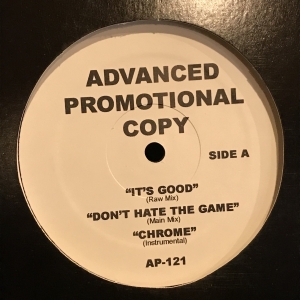 ADVANCED
PROMOTIONAL
COPY
SIDE A
“IT'S GOOD”
(Raw Mix)
“DON'T HATE THE GAME”
(Main Mix)
“CHROME”
(Instrumental)
AP-121